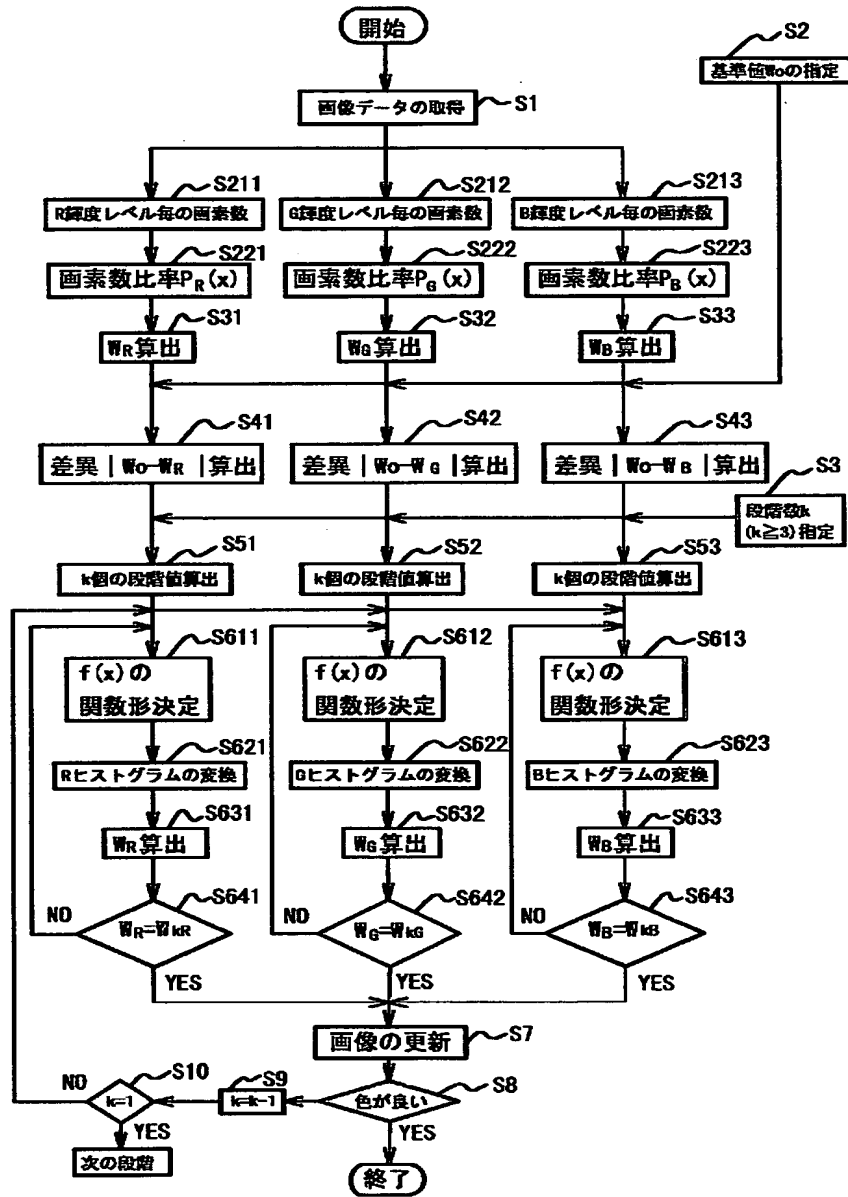 開始
S2
基準値Woの指定
画像データの取得
S1
S211
S212
S213
R輝度レベル毎の画素数
G輝度レベル毎の画素数
B輝度レベル毎の画素数
S221
S222
S223
画素数比率PR(x)
画素数比率PG(x)
画素数比率PB(x)
S31
S32
S33
WR算出
WG算出
WB算出
S41
S42
S43
差異|Wo-WR|算出
差異|Wo-WG|算出
差異|Wo-WB|算出
S3
段階数k
(k≧3)指定
S51
S52
S53
k個の段階値算出
k個の段階値算出
k個の段階値算出
S611
S612
S613
f(x)の
関数形決定
f(x)の
関数形決定
f(x)の
関数形決定
S621
S622
S623
Rヒストグラムの変換
Gヒストグラムの変換
Bヒストグラムの変換
S631
S632
S633
WR算出
WG算出
WB算出
S641
S642
S643
NO
WR=WkR
NO
WG=WkG
NO
WB=WkB
YES
YES
YES
S7
画像の更新
NO
S10
S9
S8
k=1
k=k-1
色が良い
YES
YES
次の段階
終了